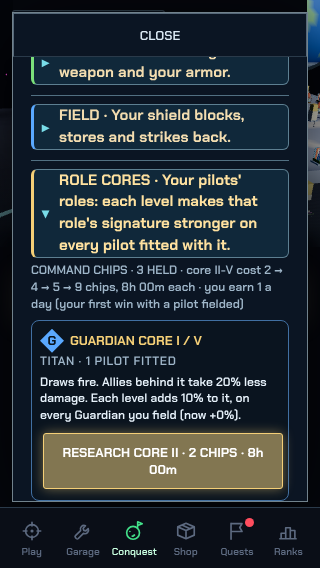 CLOSE
weapon and your armor.
FIELD · Your shield blocks,
stores and strikes back.
ROLE CORES · Your pilots'
roles: each level makes that
role's signature stronger on
every pilot fitted with it.
COMMAND CHIPS · 3 HELD · core II-V cost 2 →
4 → 5 → 9 chips, 8h 00m each · you earn 1 a
day (your first win with a pilot fielded)
G GUARDIAN CORE I / V
TITAN · 1 PILOT FITTED
Draws fire. Allies behind it take 20% less
damage. Each level adds 10% to it, on
every Guardian you field (now +0%).
RESEARCH CORE II · 2 CHIPS · 8h
00m
Play Garage Conquest Shop Quests Ranks